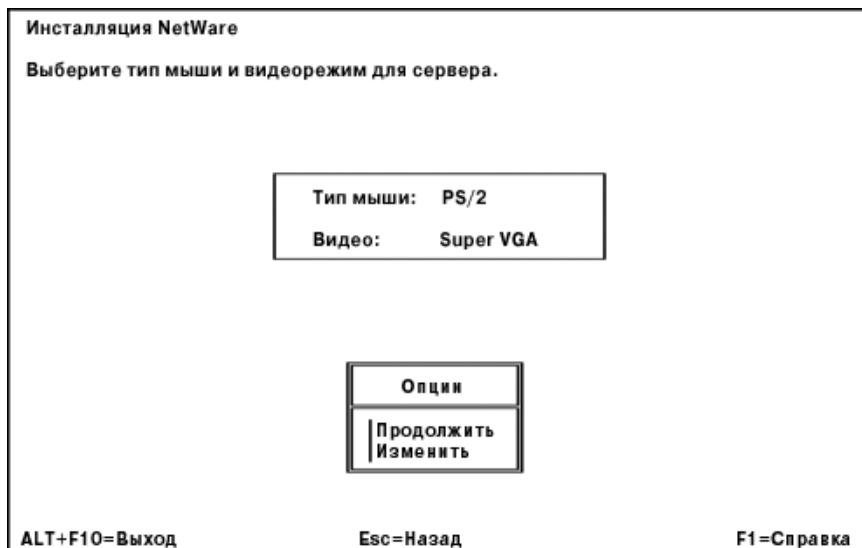 Инсталляция NetWare
Выберите тип мыши и видеорежим для сервера.
Тип мыши: PS/2
Видео: Super VGA
Опции
Продолжить
Изменить
ALT+F10=Выход Esc=Назад F1=Справка